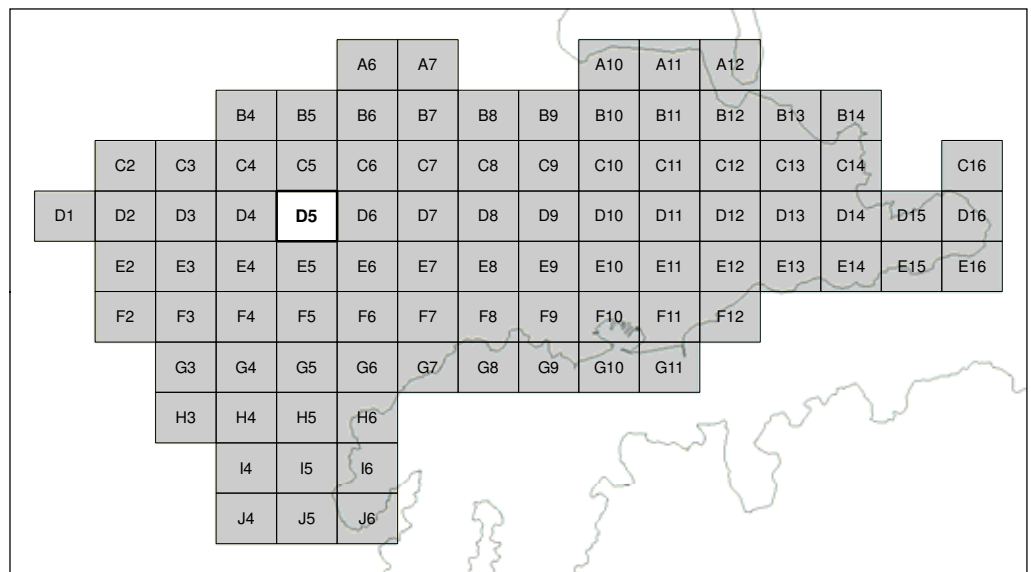 A6 A7 A10 A11 A12
B4 B5 B6 B7 B8 B9 B10 B11 B12 B13 B14
C2 C3 C4 C5 C6 C7 C8 C9 C10 C11 C12 C13 C14 C16
D1 D2 D3 D4 D5 D6 D7 D8 D9 D10 D11 D12 D13 D14 D15 D16
E2 E3 E4 E5 E6 E7 E8 E9 E10 E11 E12 E13 E14 E15 E16
F2 F3 F4 F5 F6 F7 F8 F9 F10 F11 F12
G3 G4 G5 G6 G7 G8 G9 G10 G11
H3 H4 H5 H6
I4 I5 I6
J4 J5 J6